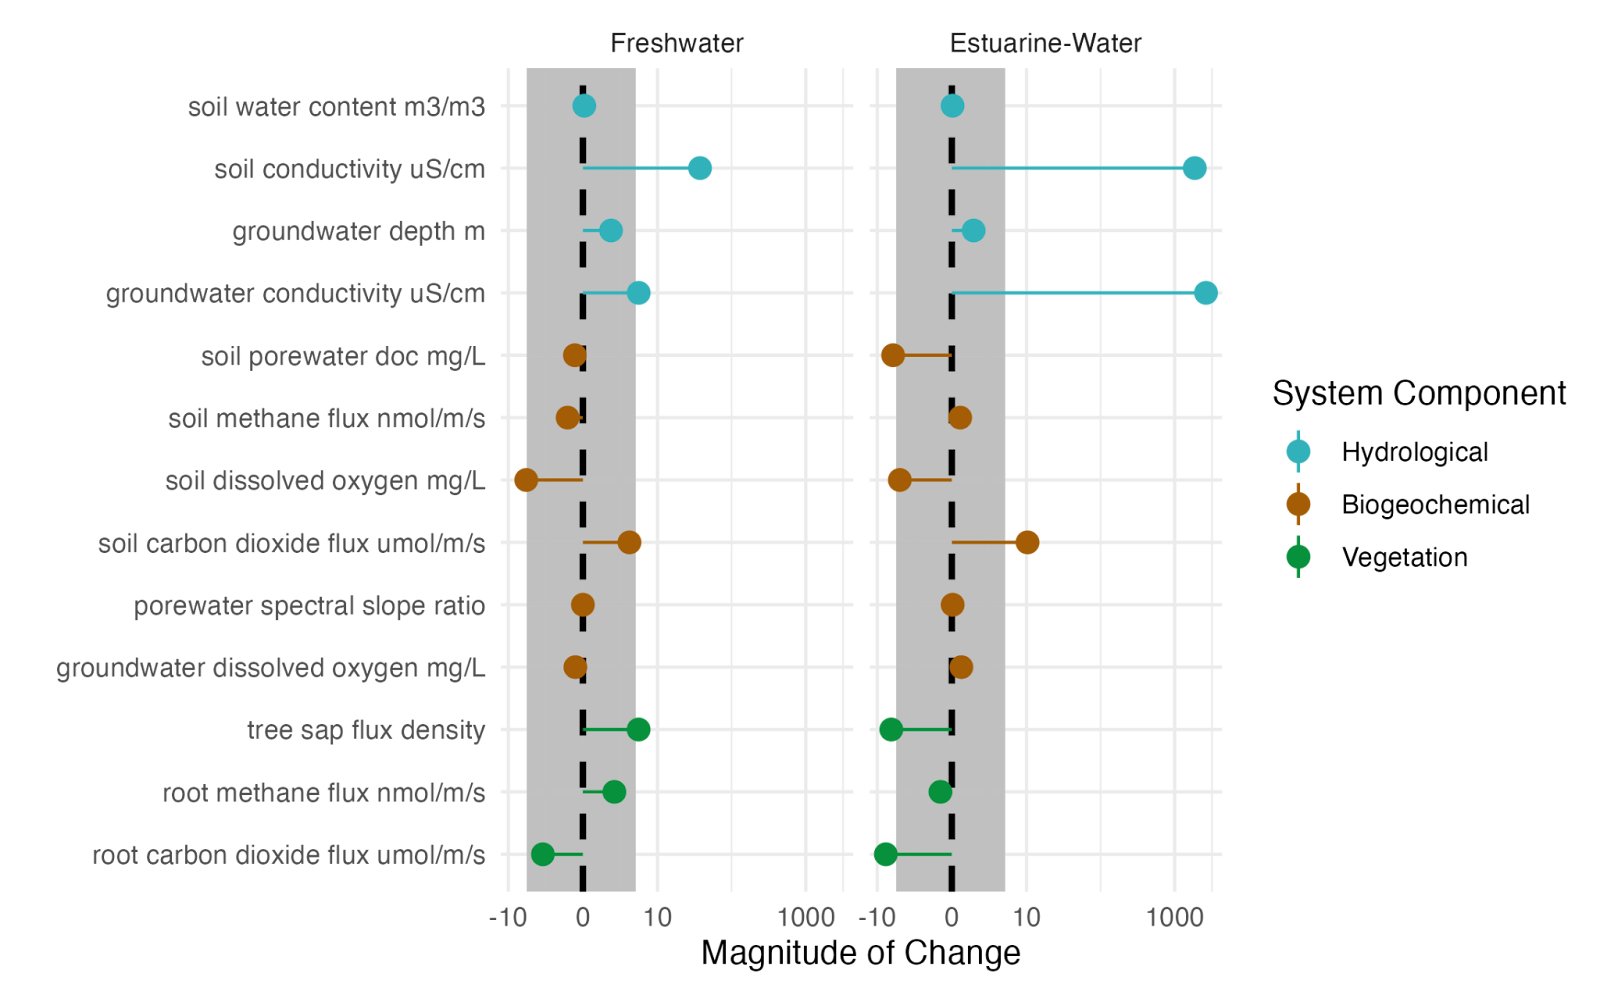 Freshwater
Estuarine-Water
soil water content m3/m3
soil conductivity uS/cm
groundwater depth m
groundwater conductivity uS/cm
soil porewater doc mg/L
soil methane flux nmol/m/s
soil dissolved oxygen mg/L
soil carbon dioxide flux umol/m/s
porewater spectral slope ratio
groundwater dissolved oxygen mg/L
tree sap flux density
root methane flux nmol/m/s
root carbon dioxide flux umol/m/s
-10 0 10 1000
-10 0 10 1000
Magnitude of Change
System Component
Hydrological
Biogeochemical
Vegetation